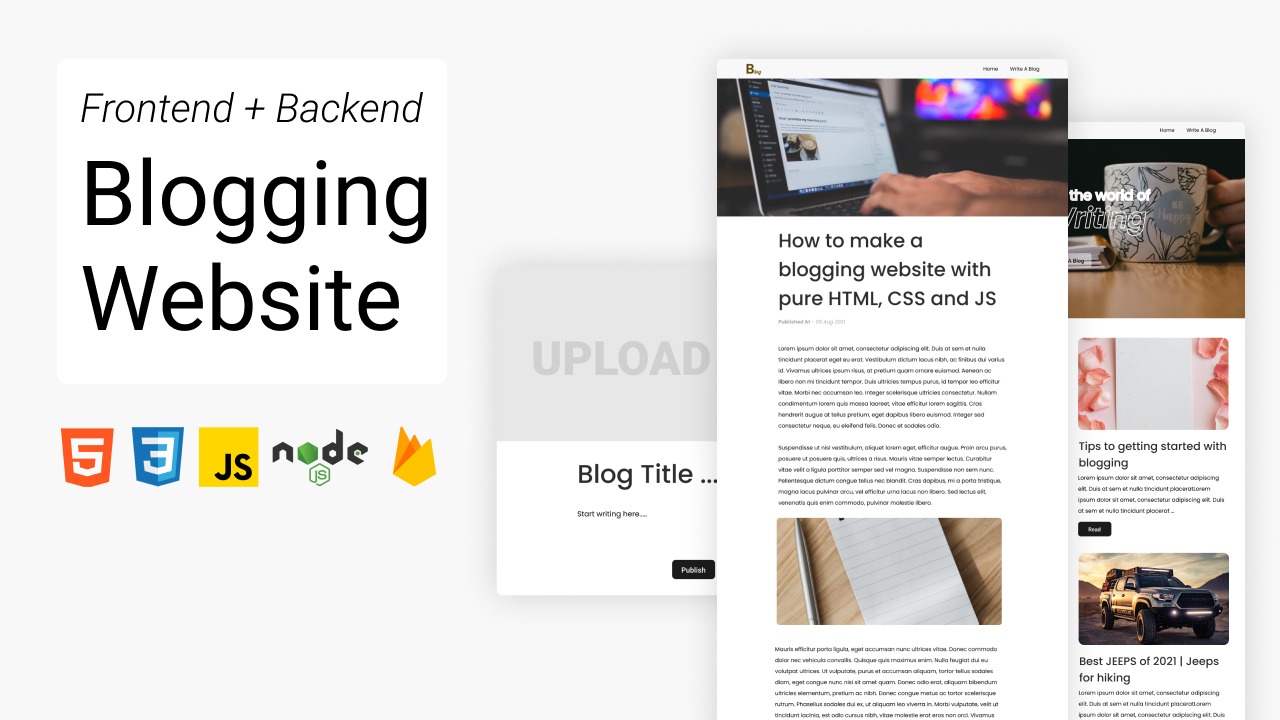 Frontend + Backend
Blogging
Website
5
3
JS
node
JS
UPLOAD
Blog Title ...
Start writing here.....
Publish
Blog
Home Write A Blog
How to make a
blogging website with
pure HTML, CSS and JS
Published At - 09 Aug 2021
Lorem ipsum dolor sit amet, consectetur adipiscing elit. Duis at sem et nulla
tincidunt placerat eget eu erat. Vestibulum dictum lacus nibh, ac finibus dui varius
id. Vivamus ultrices ipsum risus, at pretium quam ornare euismod. Aenean ac
libero non mi tincidunt tempor. Duis ultricies tempus purus, id tempor leo efficitur
vitae. Morbi nec accumsan leo. Integer scelerisque ultricies consectetur. Nullam
condimentum lorem quis massa laoreet, vitae efficitur lorem sagittis. Cras
hendrerit augue at tellus pretium, eget dapibus libero euismod. Integer sed
consectetur neque, eu eleifend felis. Donec et sodales odio.
Suspendisse ut nisl vestibulum, aliquet lorem eget, efficitur augue. Proin arcu purus,
posuere ut posuere quis, ultrices a risus. Mauris vitae semper lectus. Curabitur
vitae velit a ligula porttitor semper sed vel magna. Suspendisse non sem nunc.
Pellentesque dictum congue tellus nec blandit. Cras dapibus, mi a porta tristique,
magna lacus pulvinar arcu, vel efficitur urna lacus non libero. Sed lectus elit,
venenatis quis enim commodo, pulvinar molestie libero.
Mauris efficitur porta ligula, eget accumsan nunc ultrices vitae. Donec commodo
dolor nec vehicula convallis. Quisque quis maximus enim. Nulla feugiat dui eu
volutpat ultrices. Ut vulputate, purus et accumsan aliquam, tortor tellus sodales
diam, eget congue nunc nisi sit amet quam. Donec odio erat, aliquam bibendum
ultricies elementum, pretium ac nibh. Donec congue metus ac tortor scelerisque
rutrum. Phasellus sodales dui ex, ut aliquam leo viverra in. Morbi vulputate, velit ut
tincidunt lacinia, est odio cursus nibh, vitae molestie erat eros non orci. Vivamus
Home Write A Blog
the world of
Writing
A Blog
BE
Happy
Tips to getting started with
blogging
Lorem ipsum dolor sit amet, consectetur adipiscing
elit. Duis at sem et nulla tincidunt placeratLorem
ipsum dolor sit amet, consectetur adipiscing elit. Duis
at sem et nulla tincidunt placerat ...
Read
Best JEEPS of 2021 | Jeeps
for hiking
Lorem ipsum dolor sit amet, consectetur adipiscing
elit. Duis at sem et nulla tincidunt placeratLorem
ipsum dolor sit amet, consectetur adipiscing elit. Duis